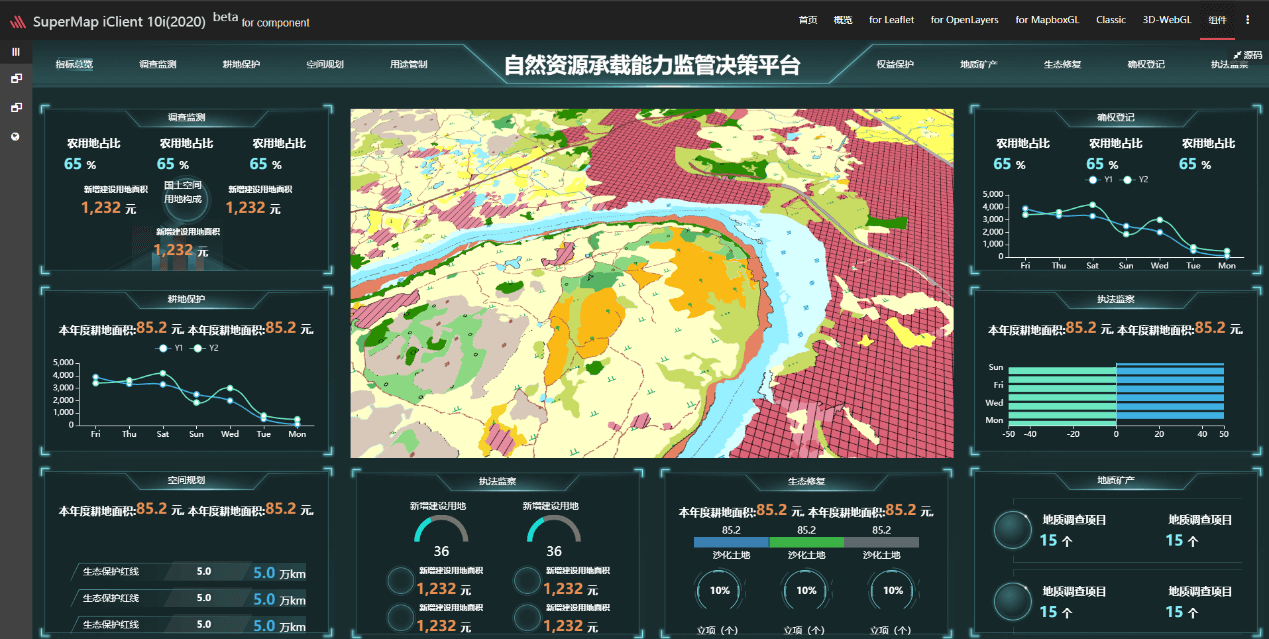 SuperMap iClient 10i(2020) beta for component
首页 概览 for Leaflet for OpenLayers for MapboxGL Classic 3D-WebGL 组件
源码
指标总览 调查监测 耕地保护 空间规划 用途管制 自然资源承载能力监管决策平台 权益保护 地质矿产 生态修复 确权登记 执法监察
调查监测
农用地占比 农用地占比 农用地占比
65 % 65 % 65 %
新增建设用地面积 国土空间 新增建设用地面积
1,232 元 用地构成 1,232 元
新增建设用地面积
1,232 元
耕地保护
本年度耕地面积:85.2 元, 本年度耕地面积:85.2 元,
Y1 Y2
5,000
4,000
3,000
2,000
1,000
0
Fri Thu Sat Sun Wed Tue Mon
空间规划
本年度耕地面积:85.2 元, 本年度耕地面积:85.2 元,
生态保护红线 5.0 5.0 万km
生态保护红线 5.0 5.0 万km
生态保护红线 5.0 5.0 万km
执法监察
新增建设用地 新增建设用地
36 36
新增建设用地面积 新增建设用地面积
1,232 元 1,232 元
新增建设用地面积 新增建设用地面积
1,232 元 1,232 元
生态修复
本年度耕地面积:85.2 元, 本年度耕地面积:85.2 元,
85.2 85.2 85.2
沙化土地 沙化土地 沙化土地
10% 10% 10%
立项（个） 立项（个） 立项（个）
确权登记
农用地占比 农用地占比 农用地占比
65 % 65 % 65 %
Y1 Y2
5,000
4,000
3,000
2,000
1,000
0
Fri Thu Sat Sun Wed Tue Mon
执法监察
本年度耕地面积:85.2 元, 本年度耕地面积:85.2 元,
Sun
Fri
Wed
Mon
-50 -40 -20 0 20 40 50
地质矿产
地质调查项目 地质调查项目
15 个 15 个
地质调查项目 地质调查项目
15 个 15 个